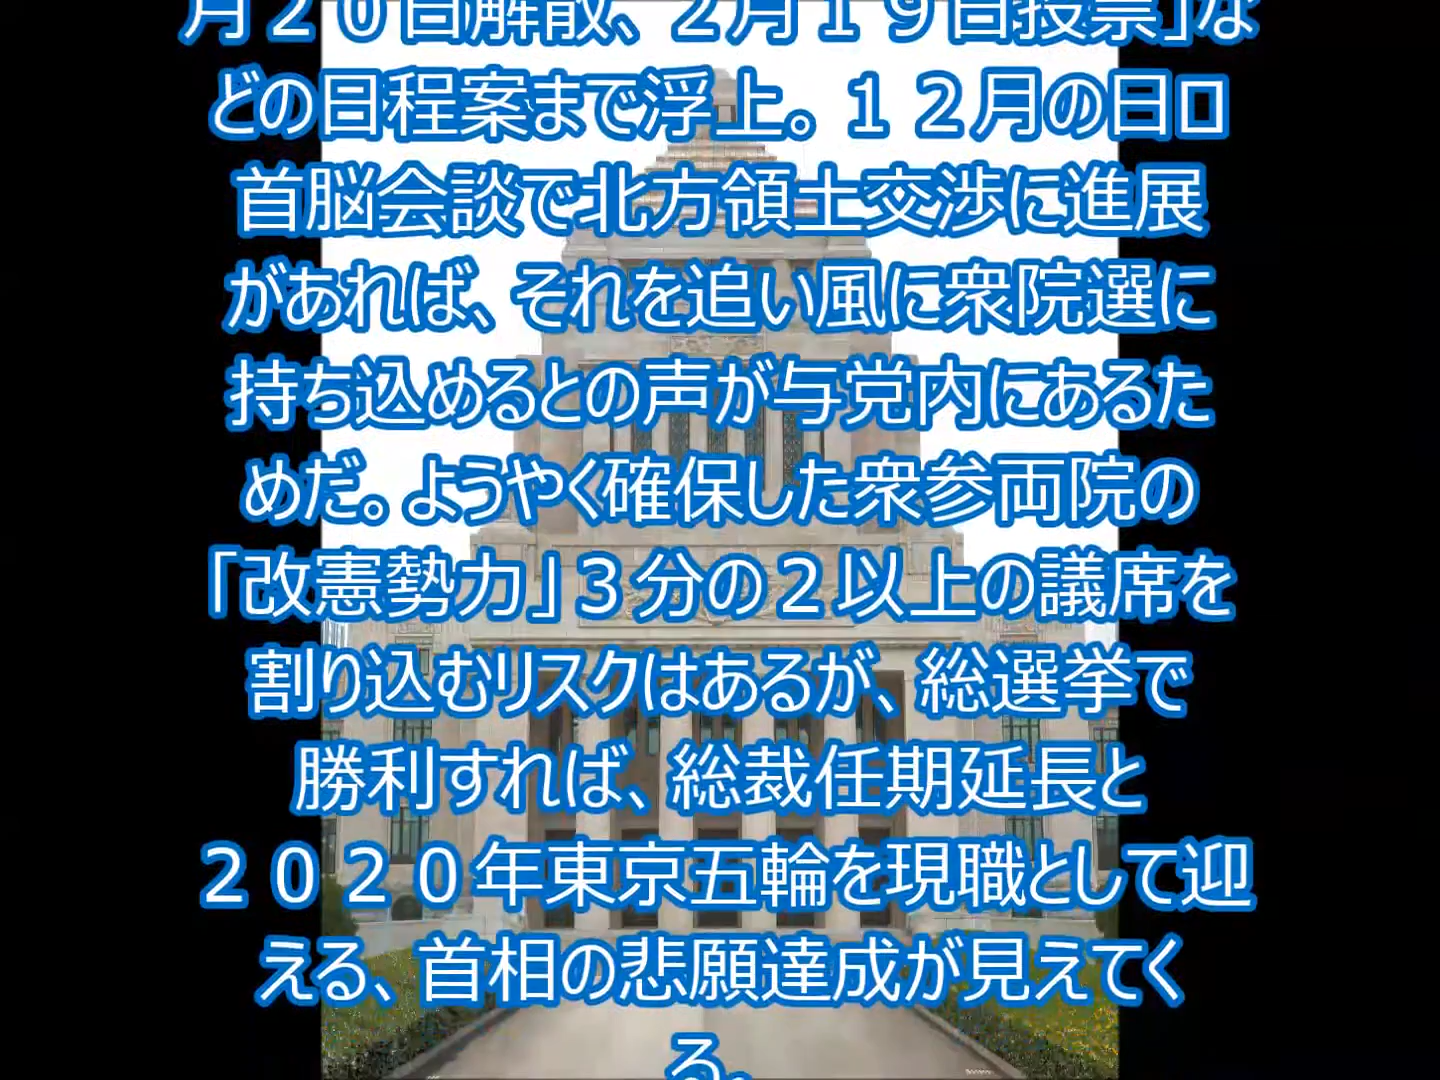 月２０日解散、２月１９日投票」な
どの日程案まで浮上。１２月の日ロ
首脳会談で北方領土交渉に進展
があれば、それを追い風に衆院選に
持ち込めるとの声が与党内にあるた
めだ。ようやく確保した衆参両院の
「改憲勢力」３分の２以上の議席を
割り込むリスクはあるが、総選挙で
勝利すれば、総裁任期延長と
２０２０年東京五輪を現職として迎
える、首相の悲願達成が見えてく
る。